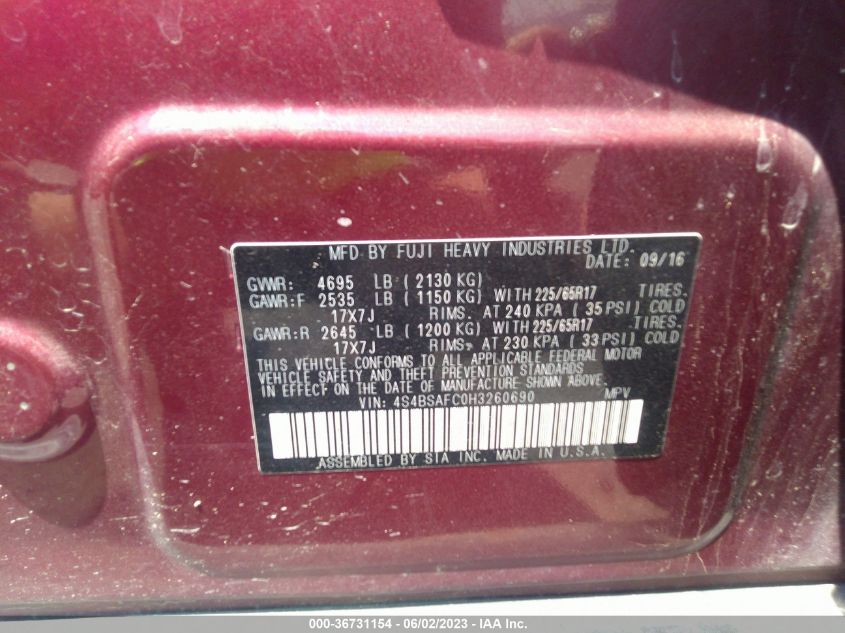 MFD BY FUJI HEAVY INDUSTRIES LTD.
DATE: 09/16
GVWR: 4695 LB ( 2130 KG)
GAWR:F 2535 LB ( 1150 KG) WITH 225/65R17 TIRES.
17X7J RIMS. AT 240 KPA ( 35 PSI) COLD
GAWR:R 2645 LB ( 1200 KG) WITH 225/65R17 TIRES.
17X7J RIMS. AT 230 KPA ( 33 PSI) COLD
THIS VEHICLE CONFORMS TO ALL APPLICABLE FEDERAL MOTOR
VEHICLE SAFETY AND THEFT PREVENTION STANDARDS
IN EFFECT ON THE DATE OF MANUFACTURE SHOWN ABOVE.
VIN: 4S4BSAFC0H3260690 MPV
ASSEMBLED BY SIA INC. MADE IN U.S.A.
000-36731154 - 06/02/2023 - IAA Inc.